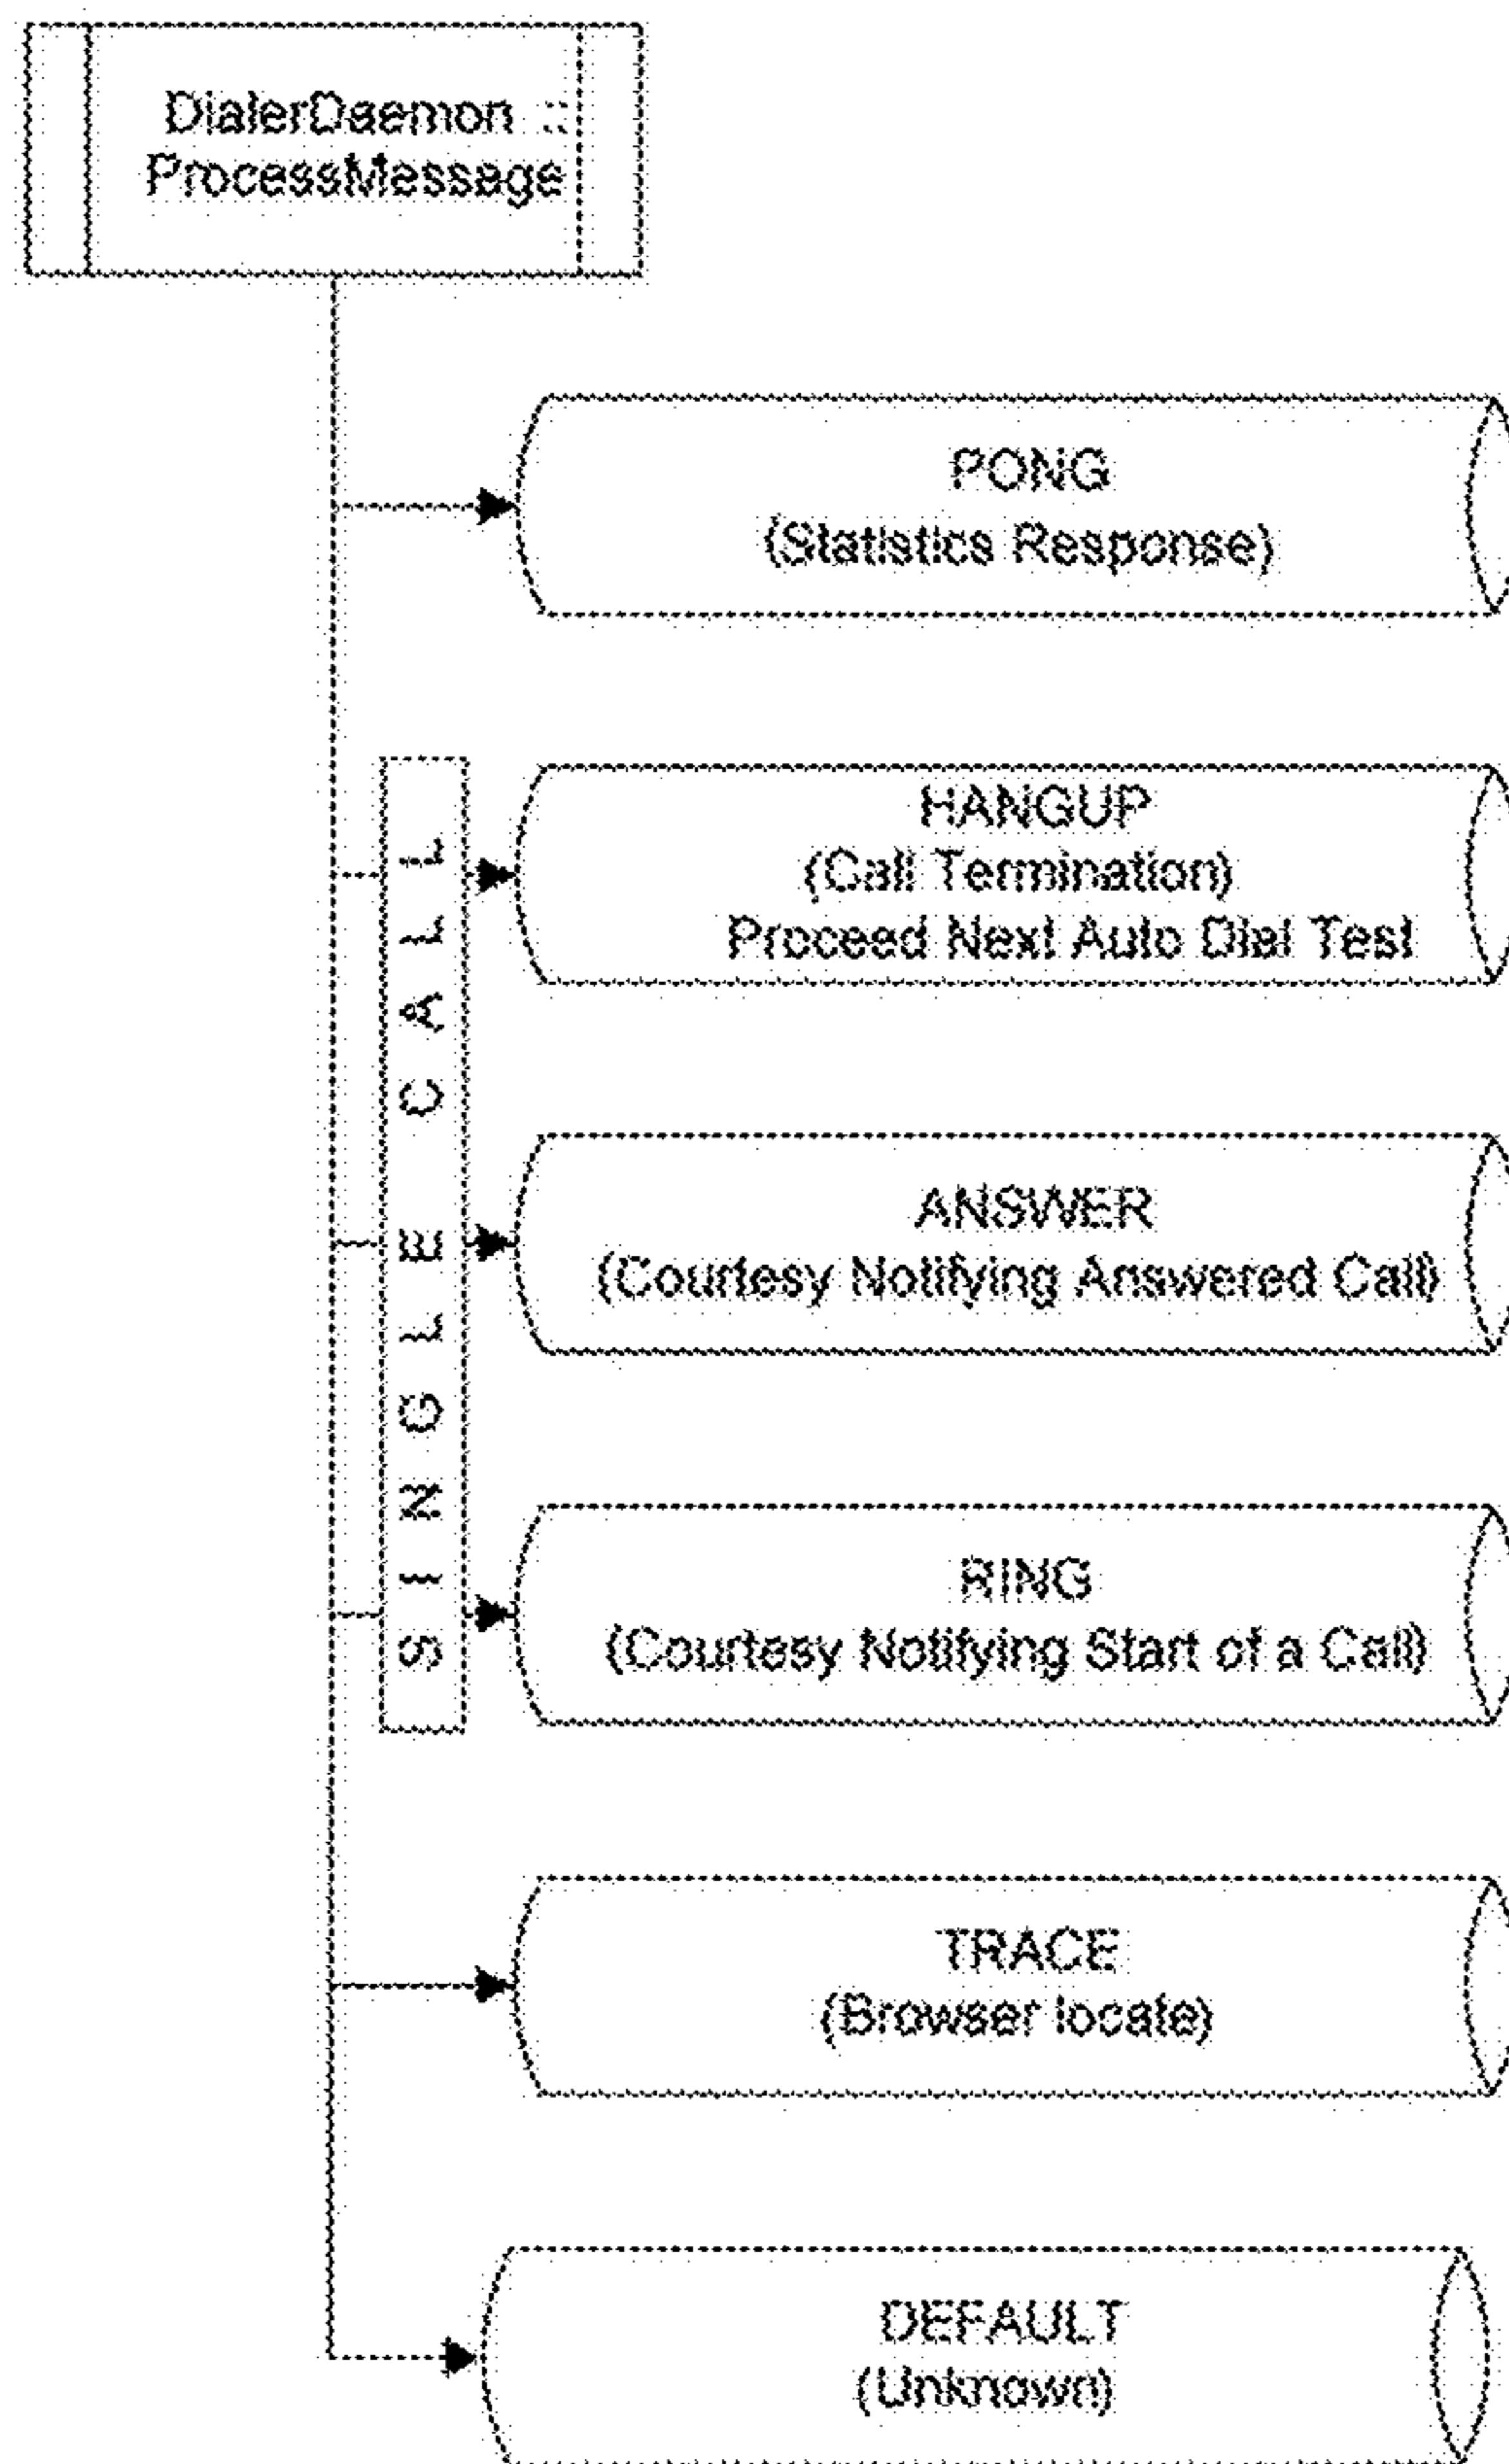 DialerDaemon ::
ProcessMessage
PONG
(Statistics Response)
SINGLE CALL
HANGUP
(Call Termination)
Proceed Next Auto Dial Test
ANSWER
(Courtesy Notifying Answered Call)
RING
(Courtesy Notifying Start of a Call)
TRACE
(Browser locate)
DEFAULT
(Unknown)